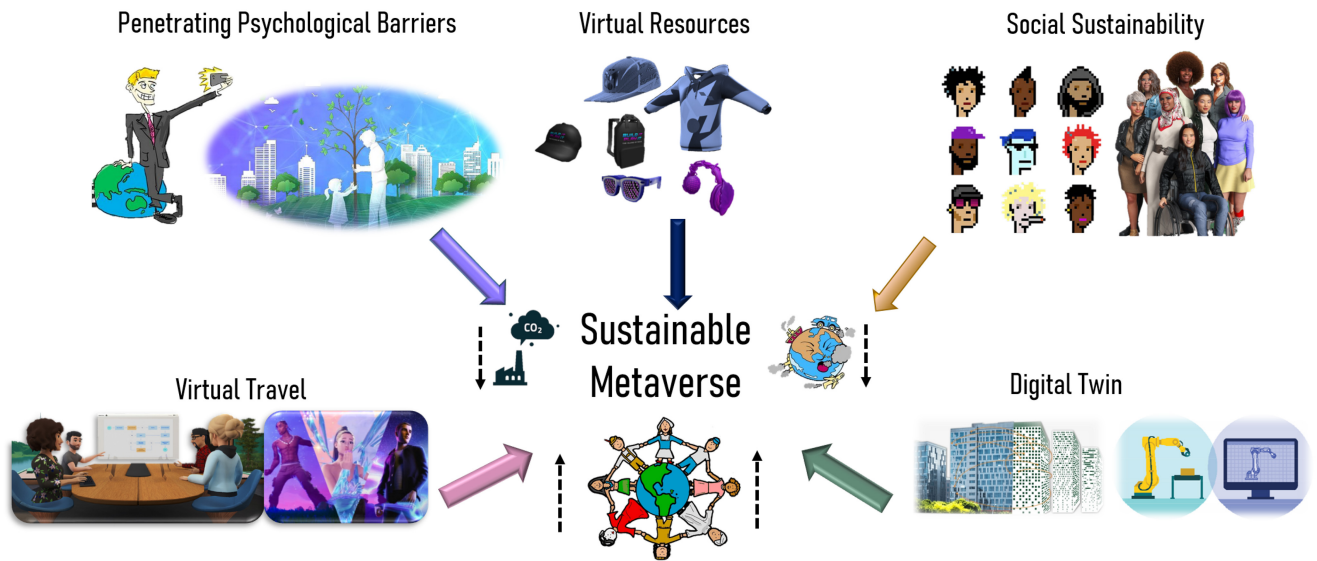 Penetrating Psychological Barriers
Virtual Resources
Social Sustainability
CO₂
Sustainable
Metaverse
Virtual Travel
Digital Twin